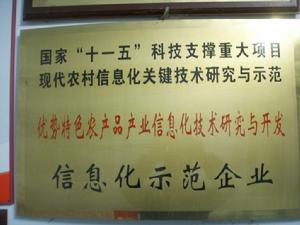 国家“十一五”科技支撑重大项目
现代农村信息化关键技术研究与示范
优势特色农产品产业信息化技术研究与开发
信息化示范企业